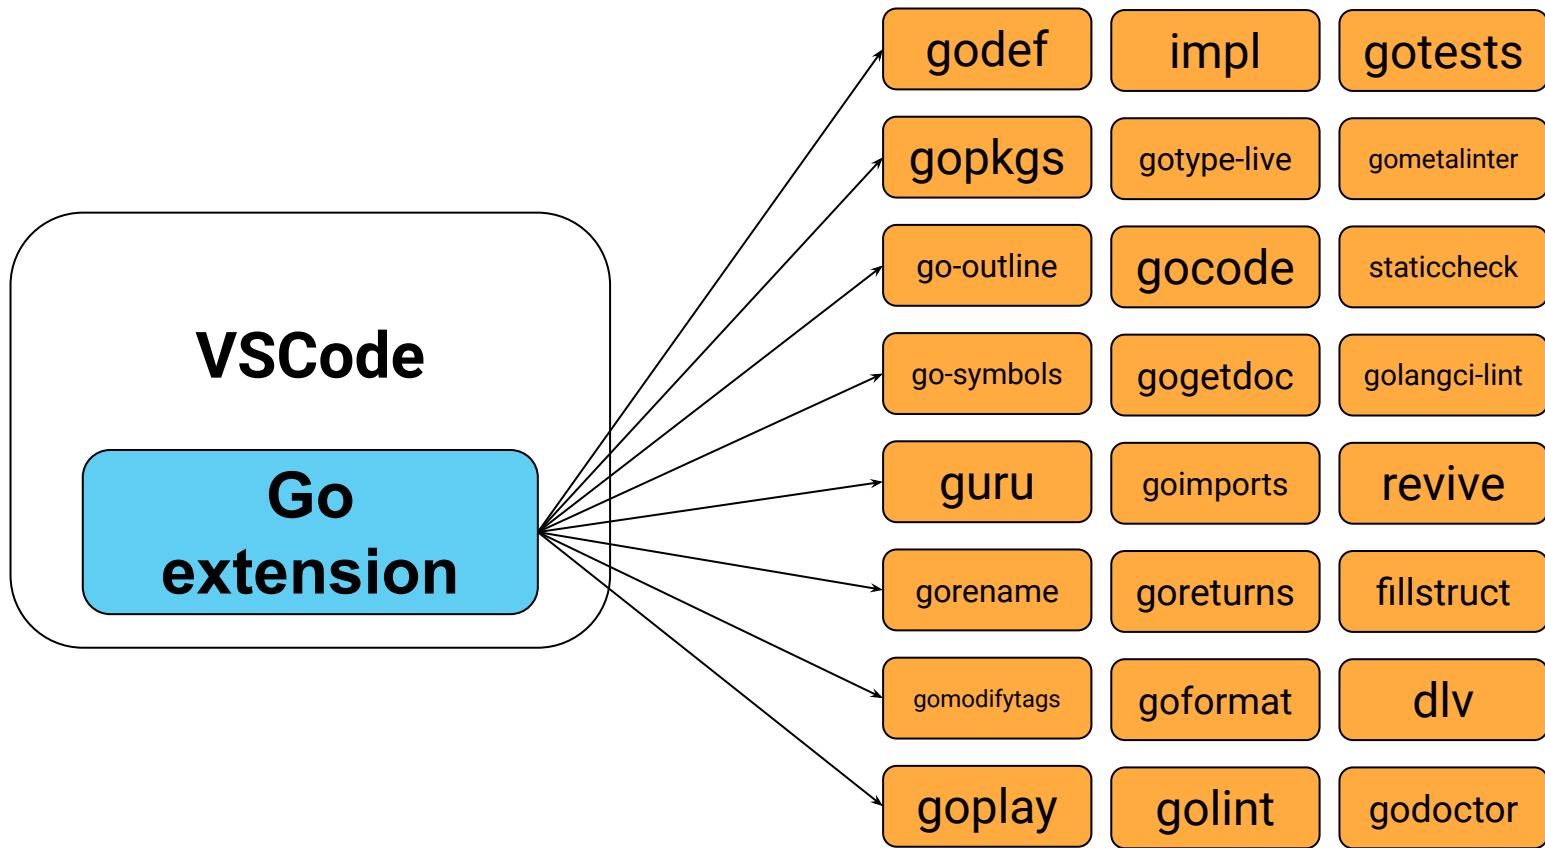 VSCode
Go
extension
godef
impl
gotests
gopkgs
gotype-live
gometalinter
go-outline
gocode
staticcheck
go-symbols
gogetdoc
golangci-lint
guru
goimports
revive
gorename
goreturns
fillstruct
gomodifytags
goformat
dlv
goplay
golint
godoctor